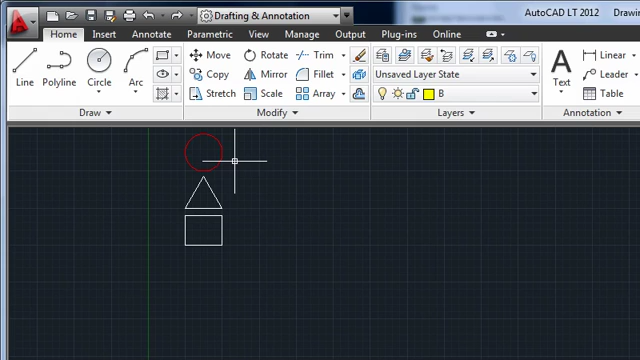 Drafting & Annotation
AutoCAD LT 2012 Drawin
Home Insert Annotate Parametric View Manage Output Plug-ins Online
Line Polyline Circle Arc
Move Rotate Trim
Copy Mirror Fillet
Stretch Scale Array
Unsaved Layer State
B
Text
Linear
Leader
Table
Draw Modify Layers Annotation